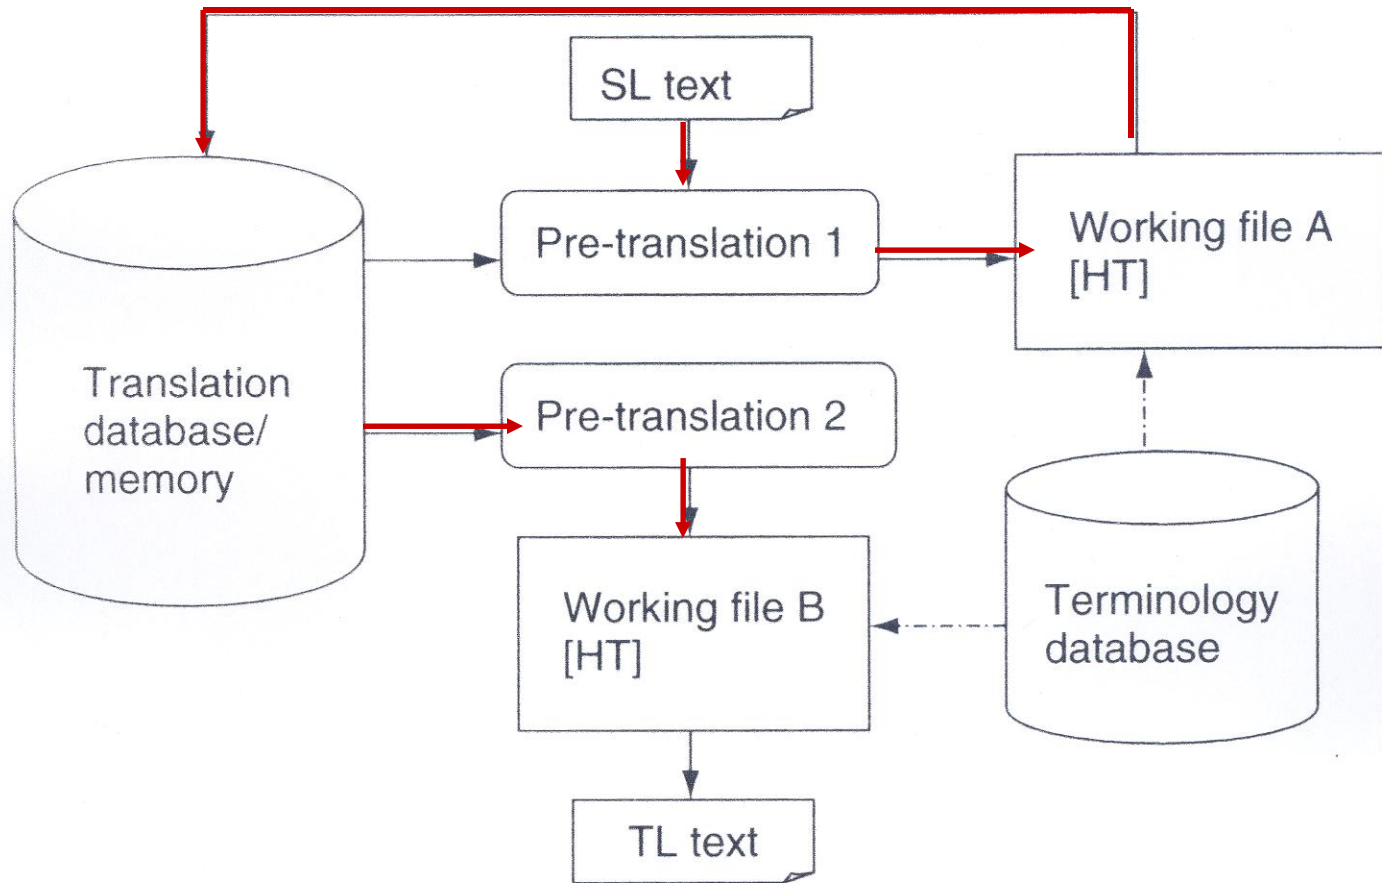 SL text
Pre-translation 1
Working file A
[HT]
Translation
database/
memory
Pre-translation 2
Working file B
[HT]
Terminology
database
TL text